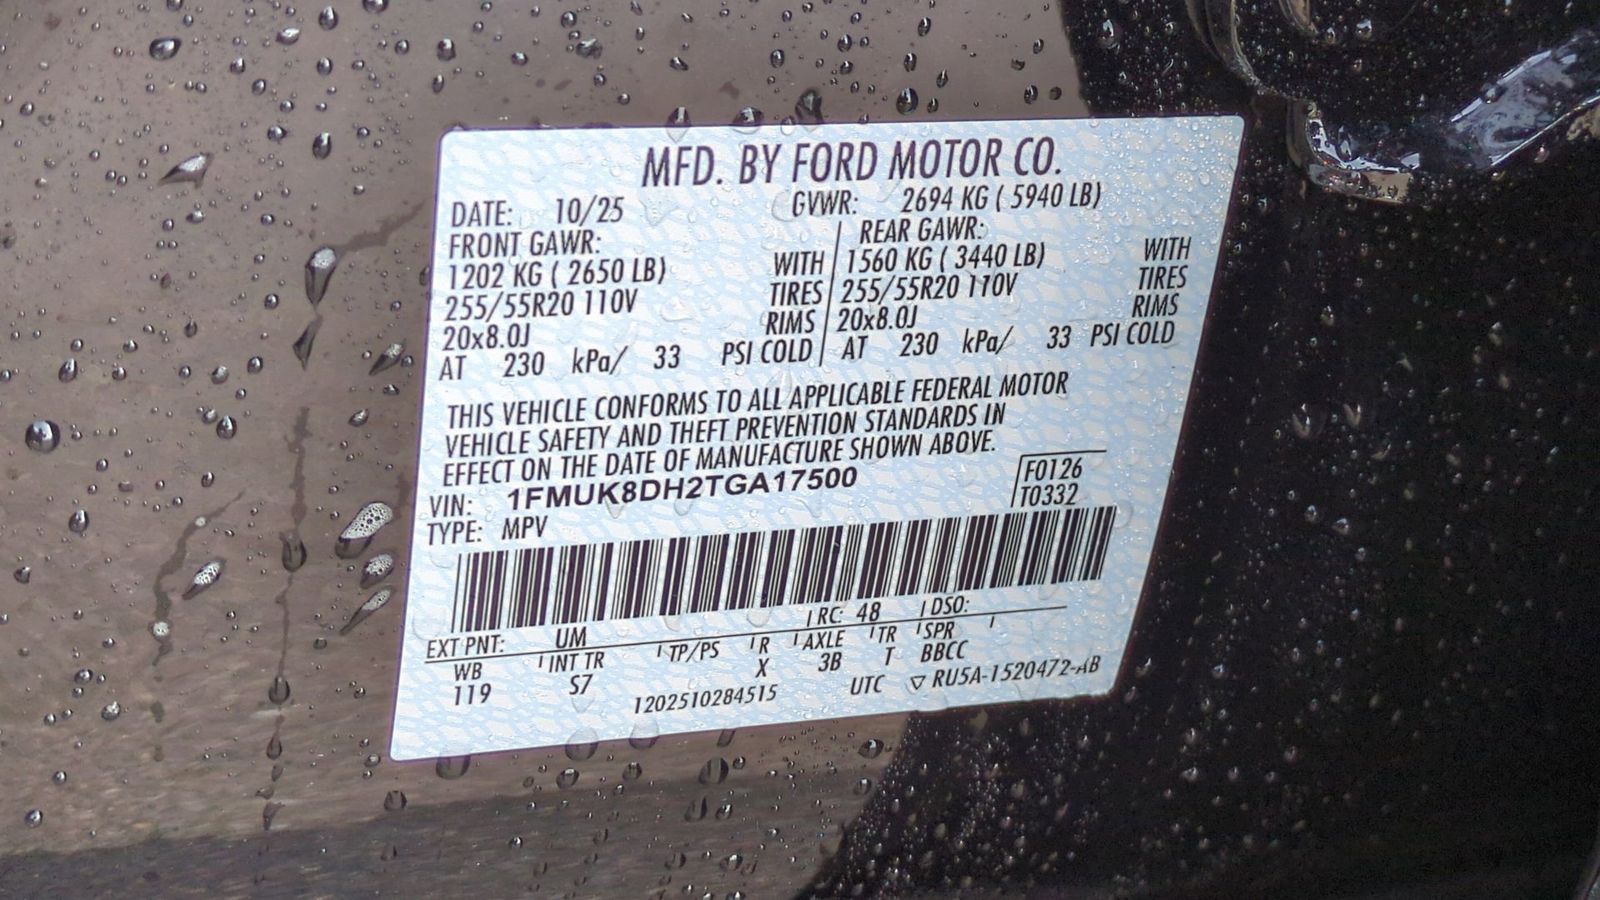 MFD. BY FORD MOTOR CO.
DATE: 10/25 GVWR: 2694 KG ( 5940 LB)
FRONT GAWR: REAR GAWR:
1202 KG ( 2650 LB) WITH 1560 KG ( 3440 LB) WITH
255/55R20 110V TIRES 255/55R20 110V TIRES
20x8.0J RIMS 20x8.0J RIMS
AT 230 kPa/ 33 PSI COLD AT 230 kPa/ 33 PSI COLD
THIS VEHICLE CONFORMS TO ALL APPLICABLE FEDERAL MOTOR
VEHICLE SAFETY AND THEFT PREVENTION STANDARDS IN
EFFECT ON THE DATE OF MANUFACTURE SHOWN ABOVE.
VIN: 1FMUK8DH2TGA17500 F0126
TYPE: MPV T0332
EXT PNT: UM RC: 48 DSO:
WB INT TR TP/PS R AXLE TR SPR
119 S7 X 3B T BBCC
1202510284515 UTC ▽ RU5A-1520472-AB